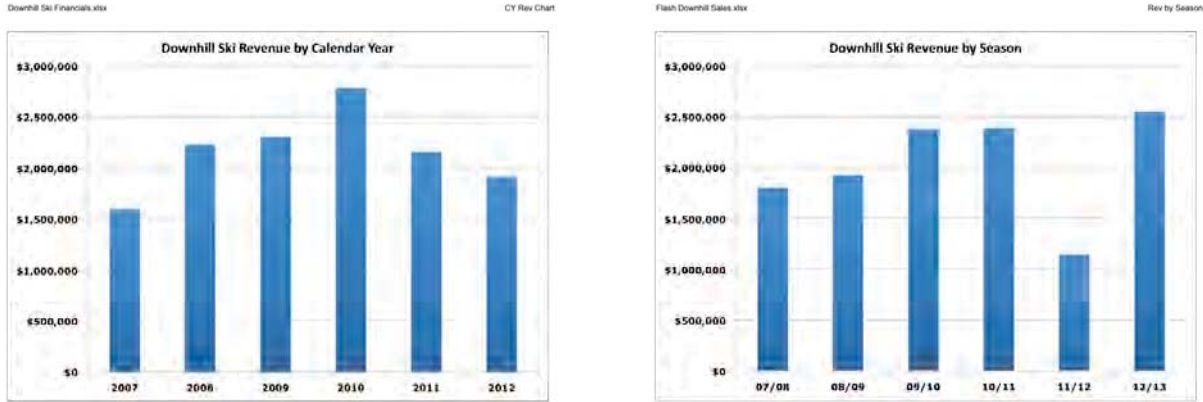 Downhill Ski Financials.xlsx
CY Rev Chart
Downhill Ski Revenue by Calendar Year
$3,000,000
$2,500,000
$2,000,000
$1,500,000
$1,000,000
$500,000
$0
2007 2008 2009 2010 2011 2012
Flash Downhill Sales.xlsx
Rev by Season
Downhill Ski Revenue by Season
$3,000,000
$2,500,000
$2,000,000
$1,500,000
$1,000,000
$500,000
$0
07/08 08/09 09/10 10/11 11/12 12/13